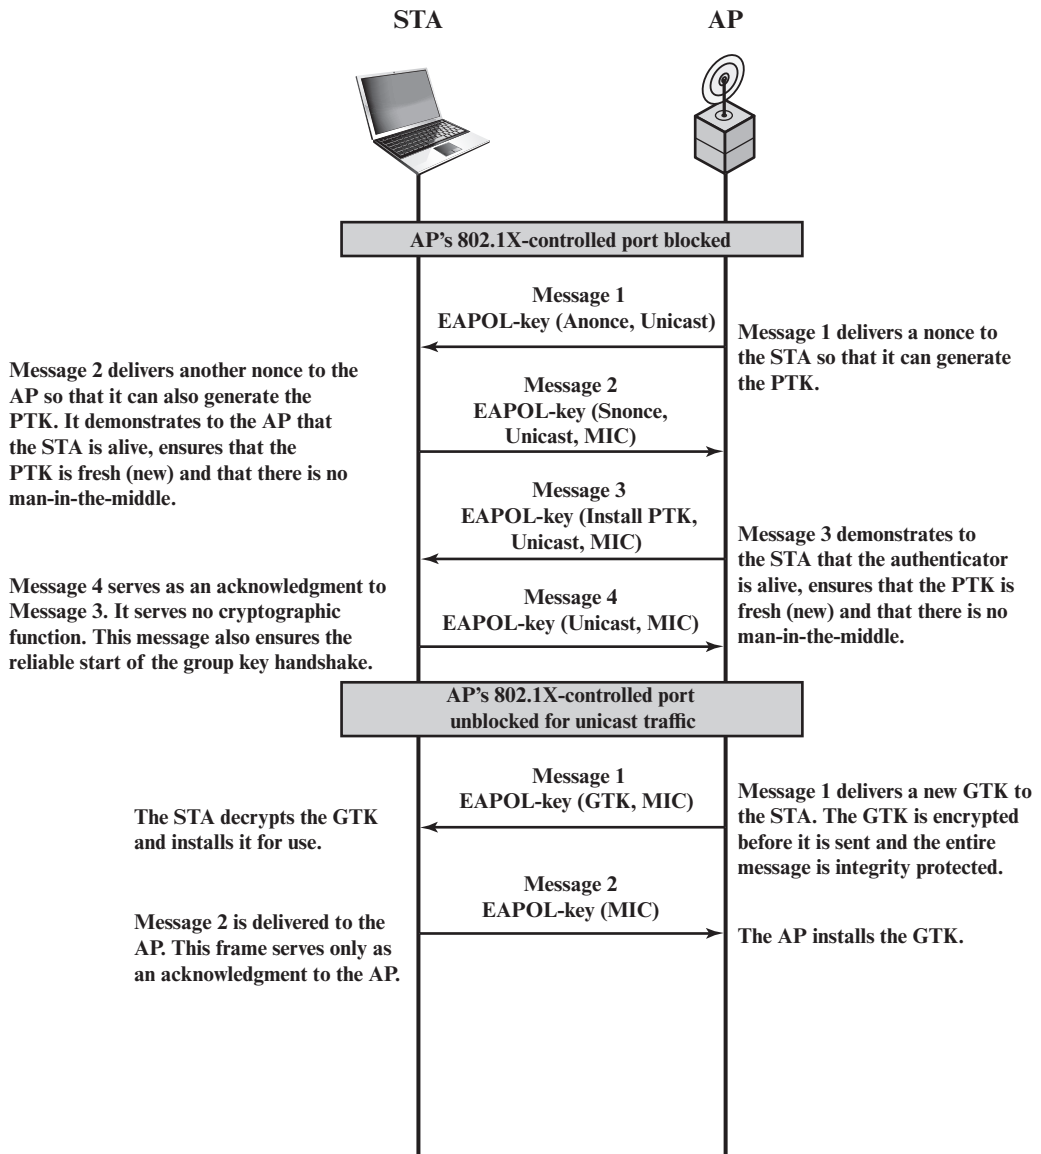 STA
AP
AP's 802.1X-controlled port blocked
Message 1
EAPOL-key (Anonce, Unicast)
Message 1 delivers a nonce to
the STA so that it can generate
the PTK.
Message 2 delivers another nonce to the
AP so that it can also generate the
PTK. It demonstrates to the AP that
the STA is alive, ensures that the
PTK is fresh (new) and that there is no
man-in-the-middle.
Message 2
EAPOL-key (Snonce,
Unicast, MIC)
Message 3
EAPOL-key (Install PTK,
Unicast, MIC)
Message 3 demonstrates to
the STA that the authenticator
is alive, ensures that the PTK is
fresh (new) and that there is no
man-in-the-middle.
Message 4 serves as an acknowledgment to
Message 3. It serves no cryptographic
function. This message also ensures the
reliable start of the group key handshake.
Message 4
EAPOL-key (Unicast, MIC)
AP's 802.1X-controlled port
unblocked for unicast traffic
Message 1
EAPOL-key (GTK, MIC)
Message 1 delivers a new GTK to
the STA. The GTK is encrypted
before it is sent and the entire
message is integrity protected.
The STA decrypts the GTK
and installs it for use.
Message 2
EAPOL-key (MIC)
Message 2 is delivered to the
AP. This frame serves only as
an acknowledgment to the AP.
The AP installs the GTK.